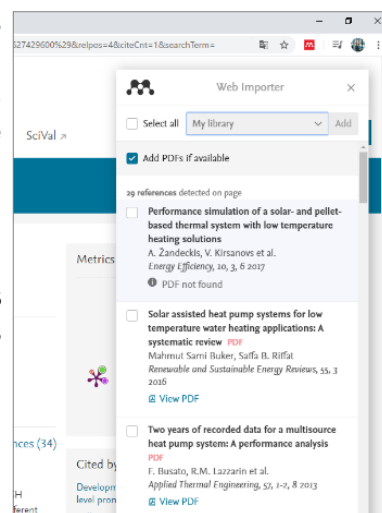 527429600%29&relpos=4&citeCnt=1&searchTerm=
Web Importer
Select all
My library
Add
SciVal
Add PDFs if available
29 references detected on page
Performance simulation of a solar- and pellet-
based thermal system with low temperature
heating solutions
A. Žandeckis, V. Kirsanovs et al.
Energy Efficiency, 10, 3, 6 2017
PDF not found
Metrics
Solar assisted heat pump systems for low
temperature water heating applications: A
systematic review PDF
Mahmut Sami Buker, Saffa B. Riffat
Renewable and Sustainable Energy Reviews, 55, 3
2016
View PDF
Two years of recorded data for a multisource
heat pump system: A performance analysis
PDF
F. Busato, R.M. Lazzarin et al.
Applied Thermal Engineering, 57, 1-2, 8 2013
View PDF
nces (34)
Cited by
Developm
level pron
SH
ferent